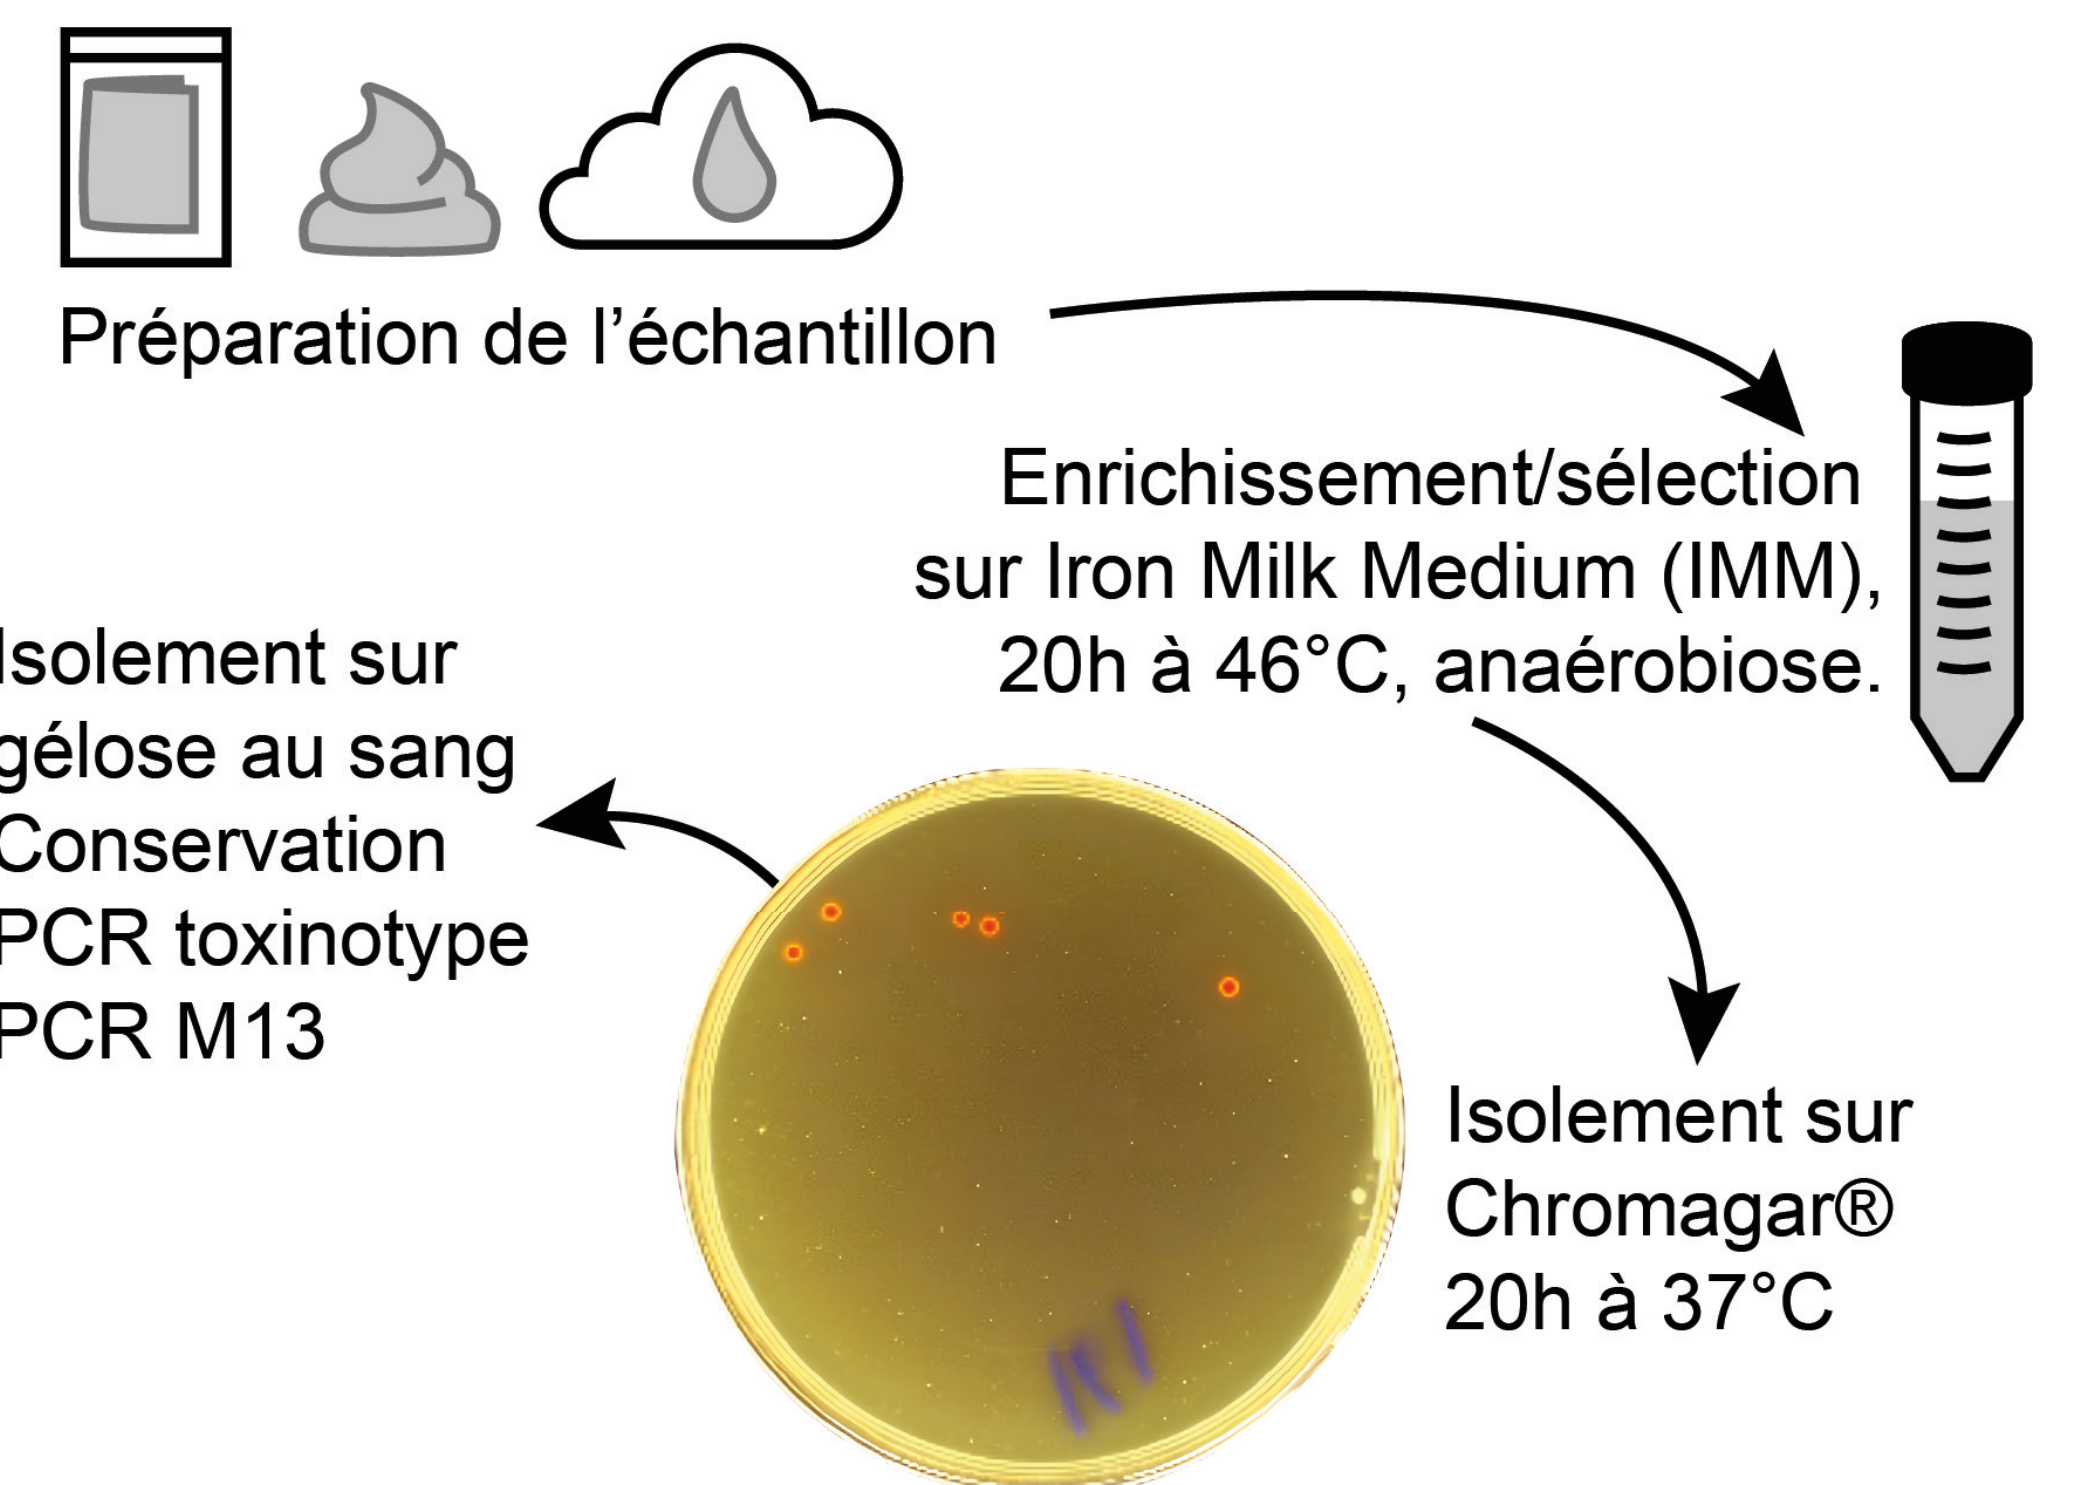 Préparation de l’échantillon
Enrichissement/sélection
sur Iron Milk Medium (IMM),
20h à 46°C, anaérobiose.
Isolement sur
Chromagar®
20h à 37°C
Isolement sur
gélose au sang
Conservation
PCR toxinotype
PCR M13